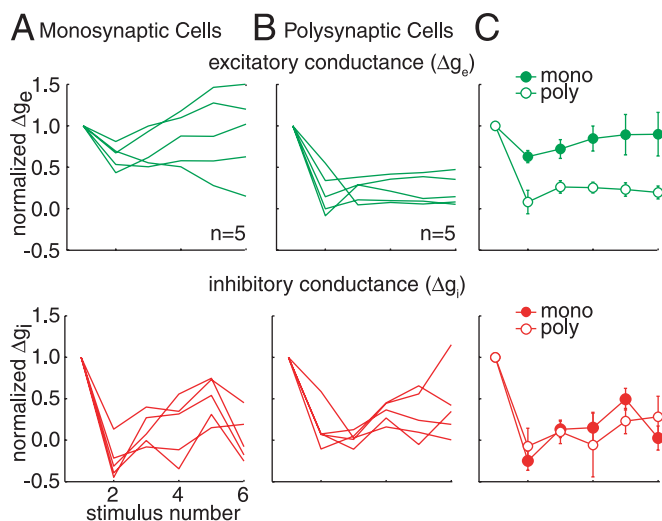 A Monosynaptic Cells B Polysynaptic Cells C
excitatory conductance (Δge)
normalized Δge
1.5
1.0
0.5
0.0
-0.5
n=5
n=5
mono
poly
inhibitory conductance (Δgi)
normalized Δgi
1.5
1.0
0.5
0.0
-0.5
2 4 6
stimulus number
mono
poly